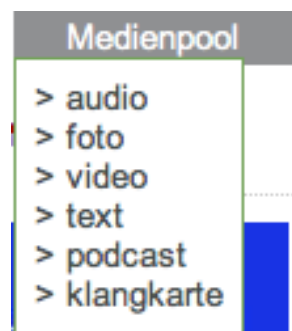 Medienpool
> audio
> foto
> video
> text
> podcast
> klangkarte